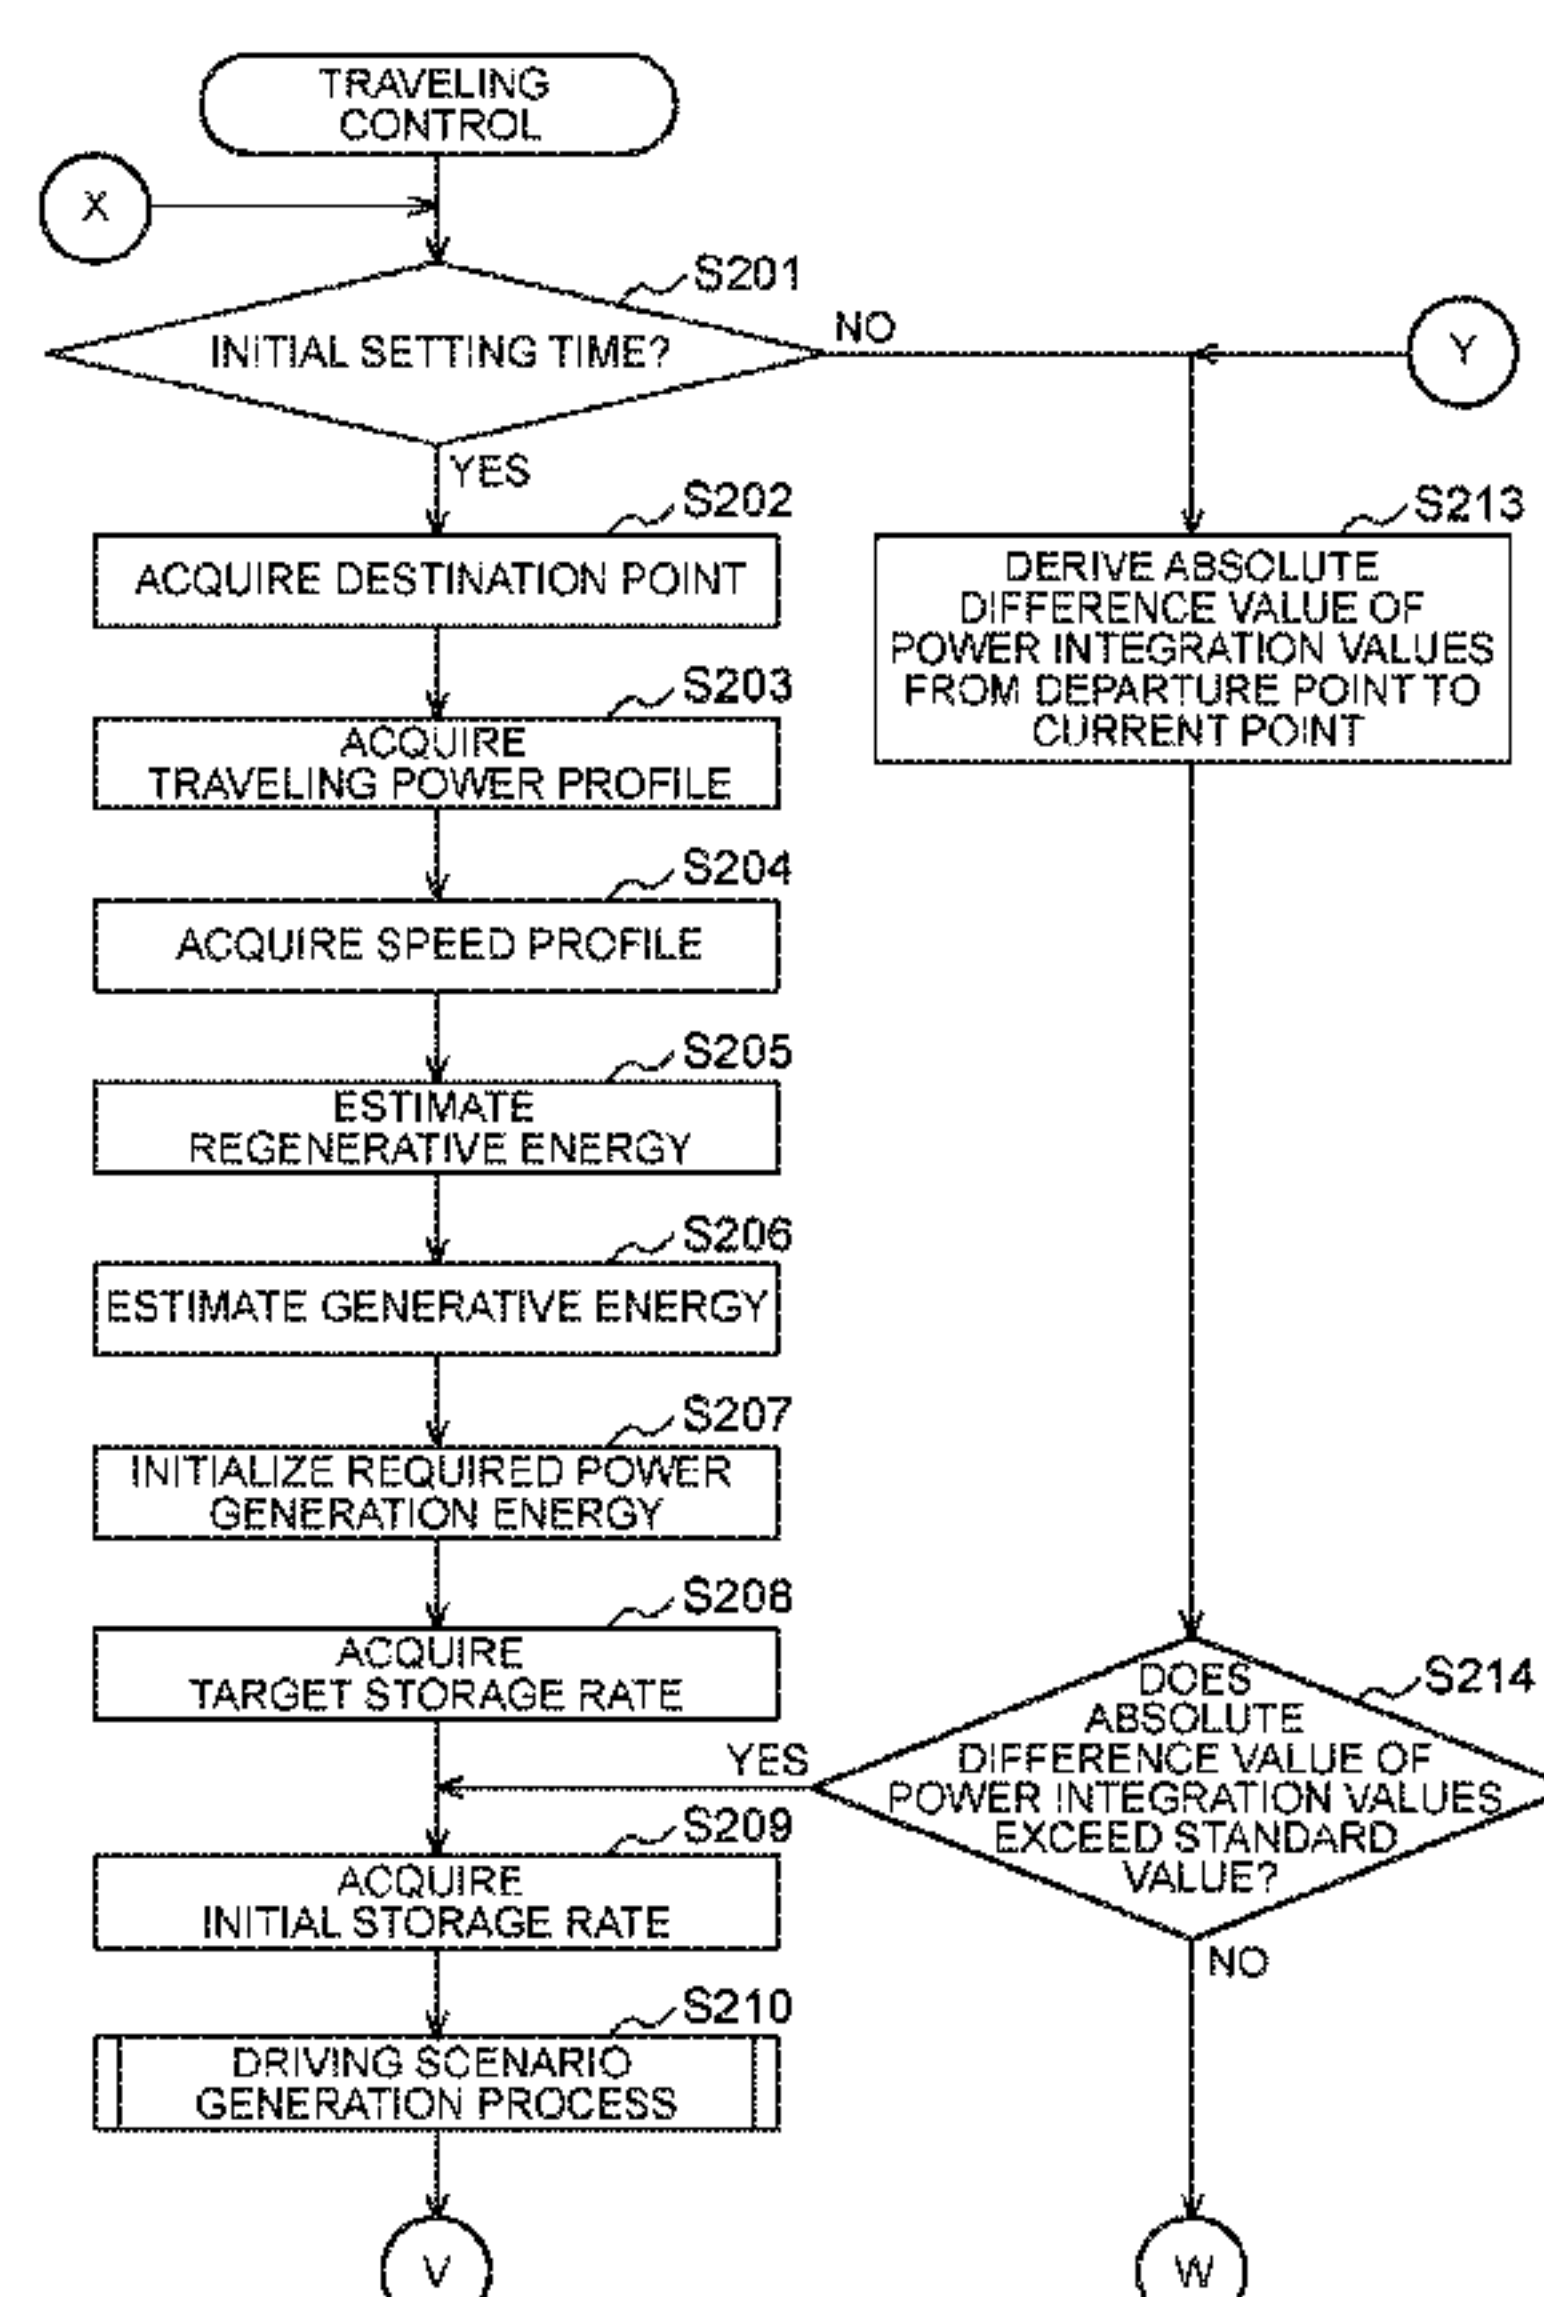 TRAVELING
CONTROL
X
S201
INITIAL SETTING TIME?
NO
Y
YES
S202
ACQUIRE DESTINATION POINT
S213
DERIVE ABSOLUTE
DIFFERENCE VALUE OF
POWER INTEGRATION VALUES
FROM DEPARTURE POINT TO
CURRENT POINT
S203
ACQUIRE
TRAVELING POWER PROFILE
S204
ACQUIRE SPEED PROFILE
S205
ESTIMATE
REGENERATIVE ENERGY
S206
ESTIMATE GENERATIVE ENERGY
S207
INITIALIZE REQUIRED POWER
GENERATION ENERGY
S208
ACQUIRE
TARGET STORAGE RATE
S214
DOES
ABSOLUTE
DIFFERENCE VALUE OF
POWER INTEGRATION VALUES
EXCEED STANDARD
VALUE?
YES
S209
ACQUIRE
INITIAL STORAGE RATE
NO
S210
DRIVING SCENARIO
GENERATION PROCESS
V
W